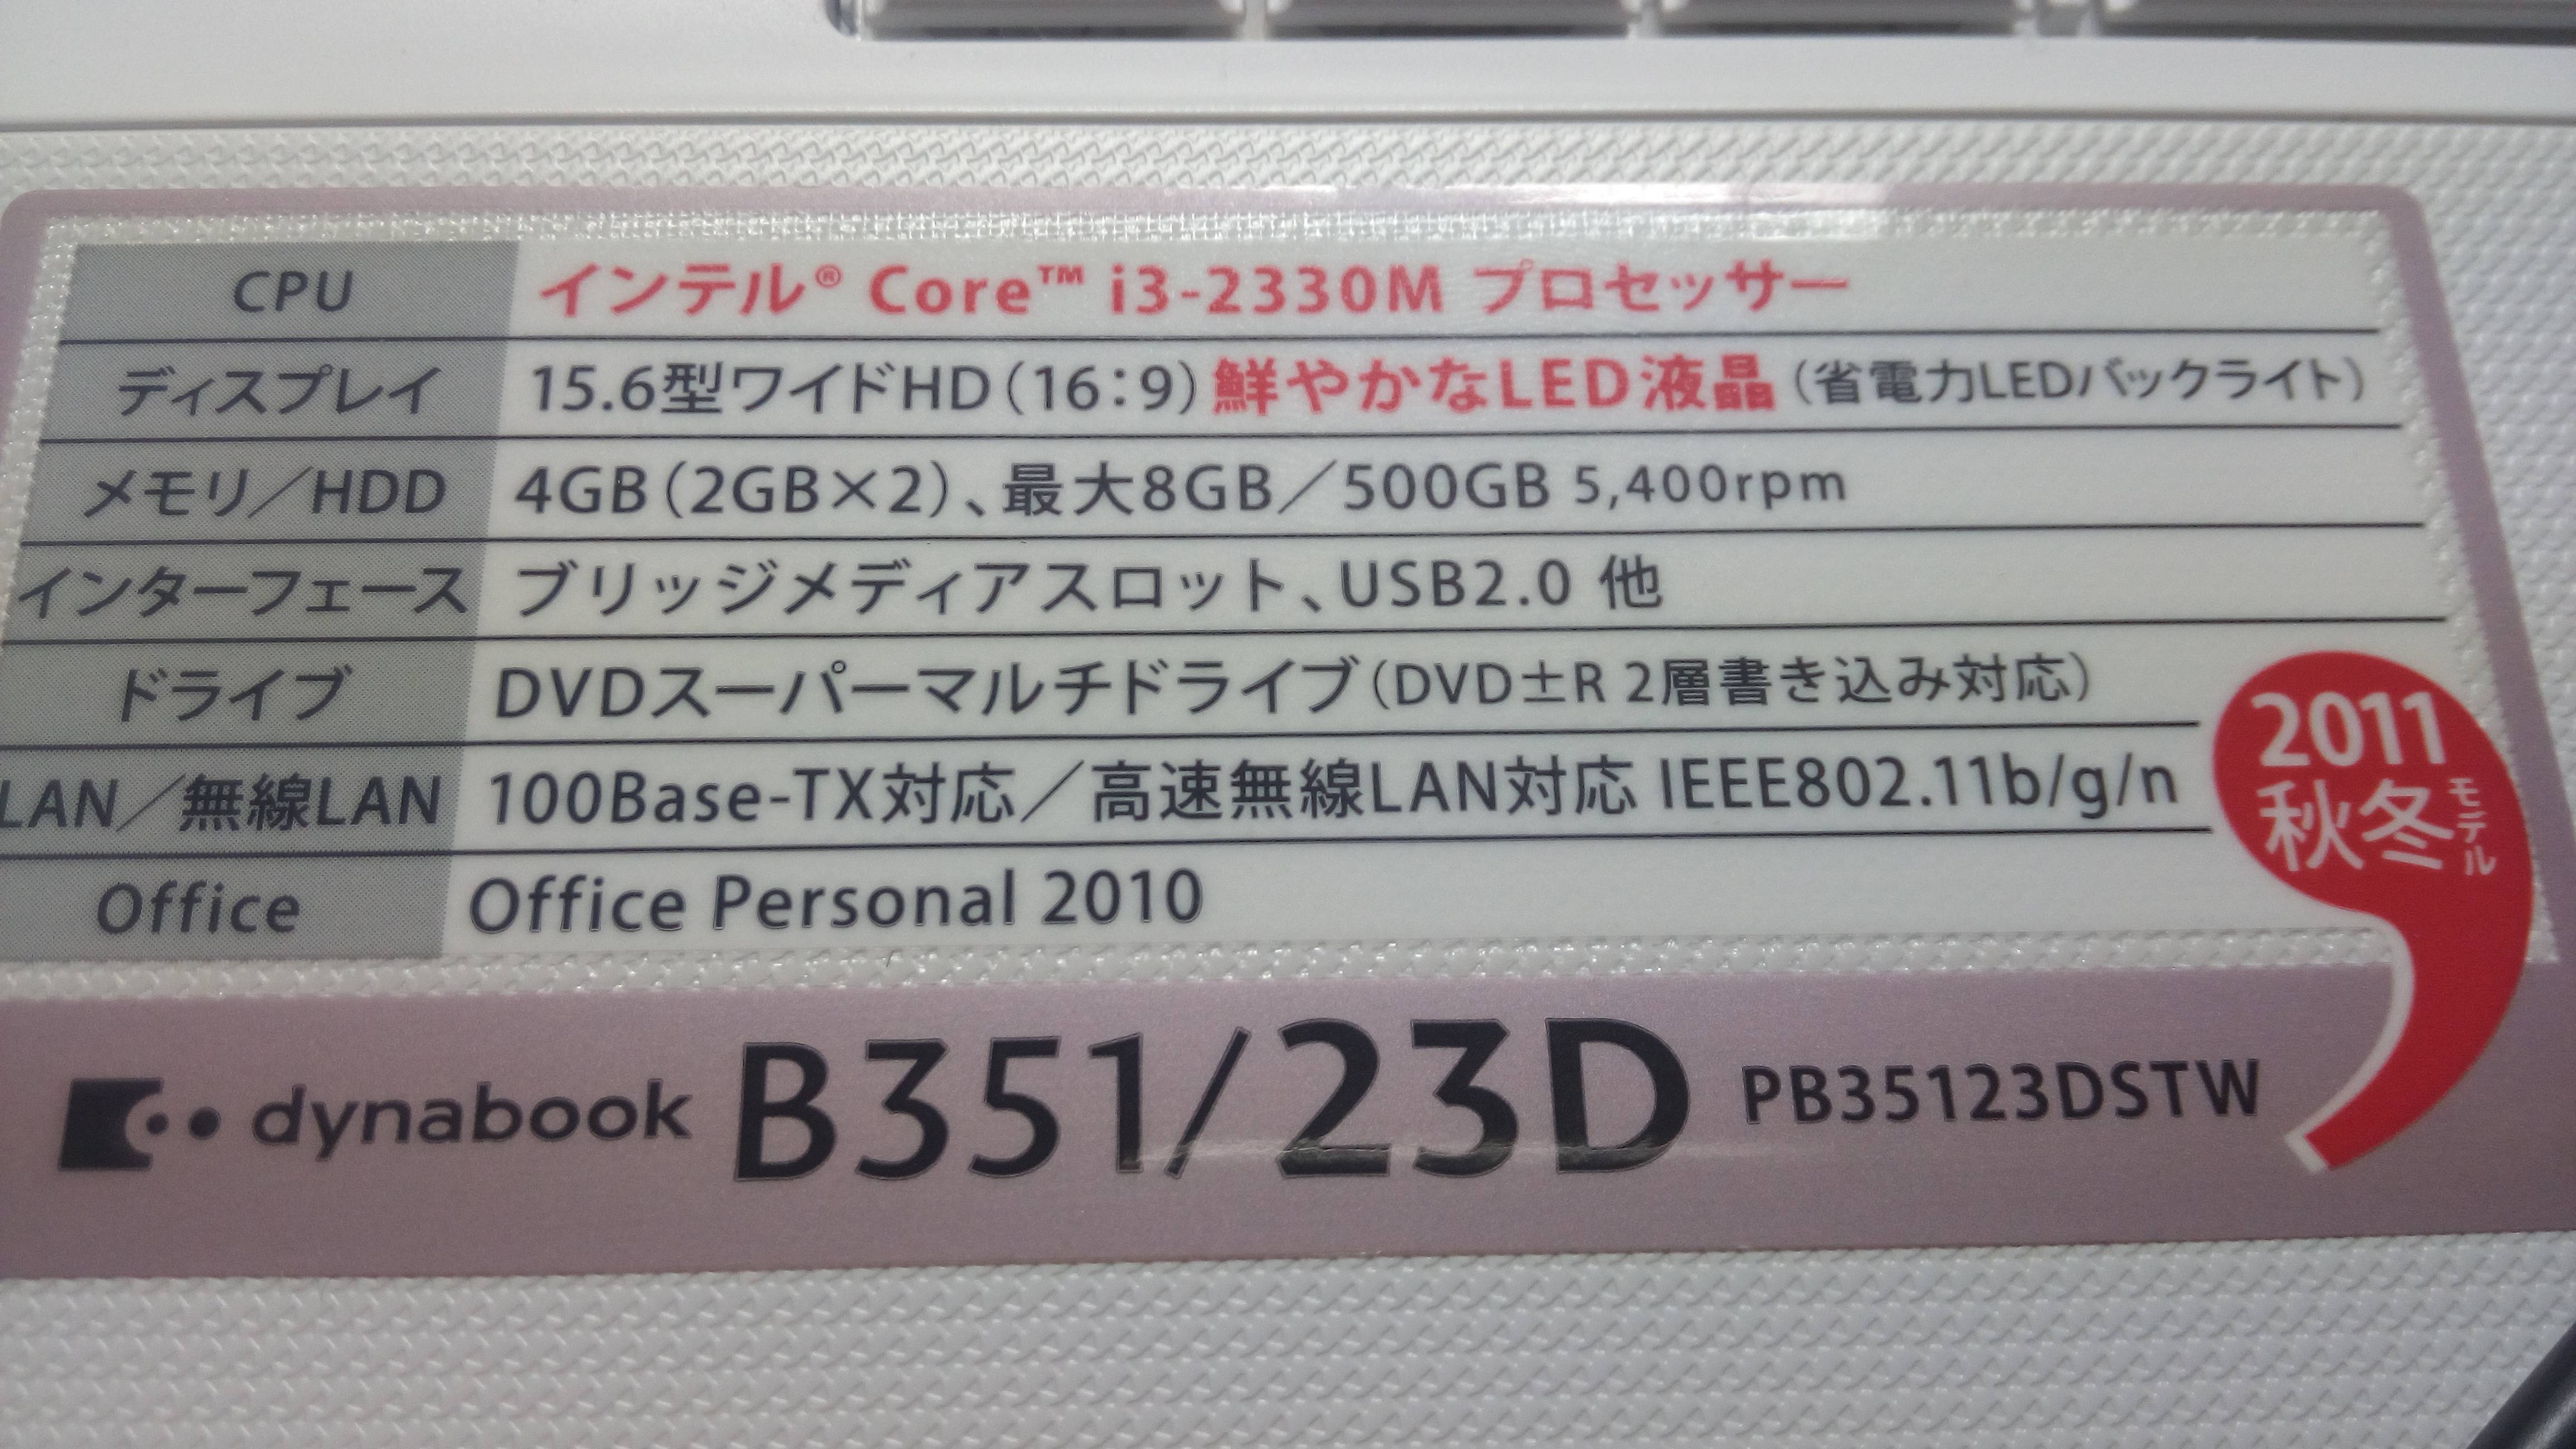 CPU インテル® Core™ i3-2330M プロセッサー
ディスプレイ 15.6型ワイドHD(16:9)鮮やかなLED液晶(省電力LEDバックライト)
メモリ/HDD 4GB(2GB×2)、最大8GB/500GB 5,400rpm
インターフェース ブリッジメディアスロット、USB2.0 他
ドライブ DVDスーパーマルチドライブ(DVD±R 2層書き込み対応)
LAN/無線LAN 100Base-TX対応/高速無線LAN対応 IEEE802.11b/g/n
Office Office Personal 2010
2011
秋冬モデル
dynabook B351/23D PB35123DSTW